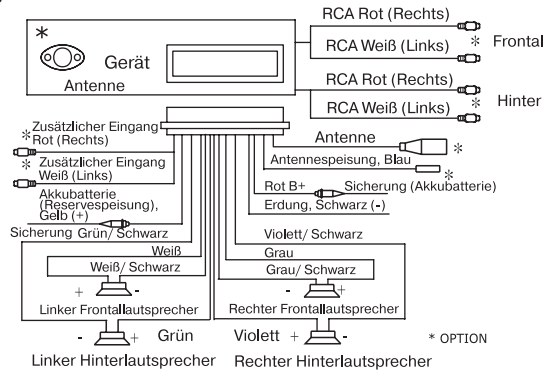 RCA Rot (Rechts)
* Frontal
RCA Weiß (Links)
*
Gerät
Antenne
RCA Rot (Rechts)
* Hinter
RCA Weiß (Links)
* Zusätzlicher Eingang
Rot (Rechts)
* Zusätzlicher Eingang
Weiß (Links)
Antenne
*
Antennespeisung, Blau
*
Akkubatterie
(Reservespeisung),
Gelb (+)
Rot B+
Sicherung (Akkubatterie)
Erdung, Schwarz (-)
Sicherung
Grün/ Schwarz
Violett/ Schwarz
Weiß
Grau
Weiß/ Schwarz
Grau/ Schwarz
+ -
- +
Linker Frontallautsprecher
Rechter Frontallautsprecher
- + Grün
Violett + -
* OPTION
Linker Hinterlautsprecher
Rechter Hinterlautsprecher